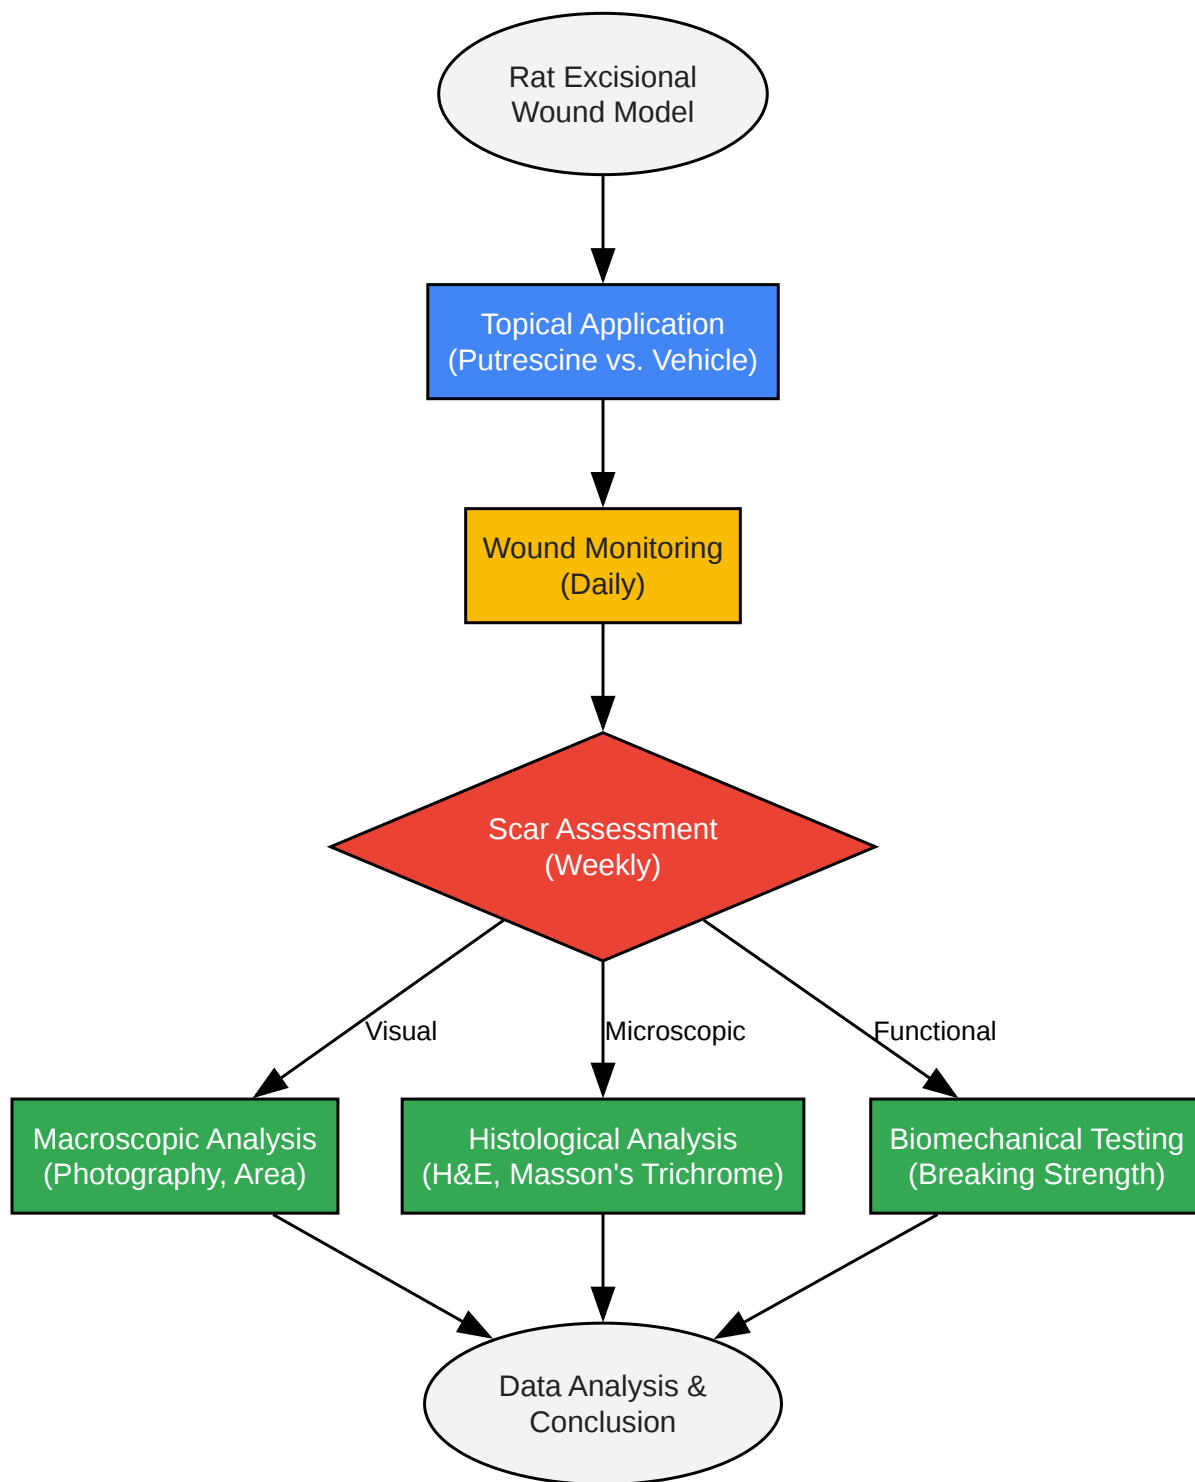 Rat Excisional
Wound Model
Topical Application
(Putrescine vs. Vehicle)
Wound Monitoring
(Daily)
Scar Assessment
(Weekly)
Visual
Microscopic
Functional
Macroscopic Analysis
(Photography, Area)
Histological Analysis
(H&E, Masson's Trichrome)
Biomechanical Testing
(Breaking Strength)
Data Analysis &
Conclusion